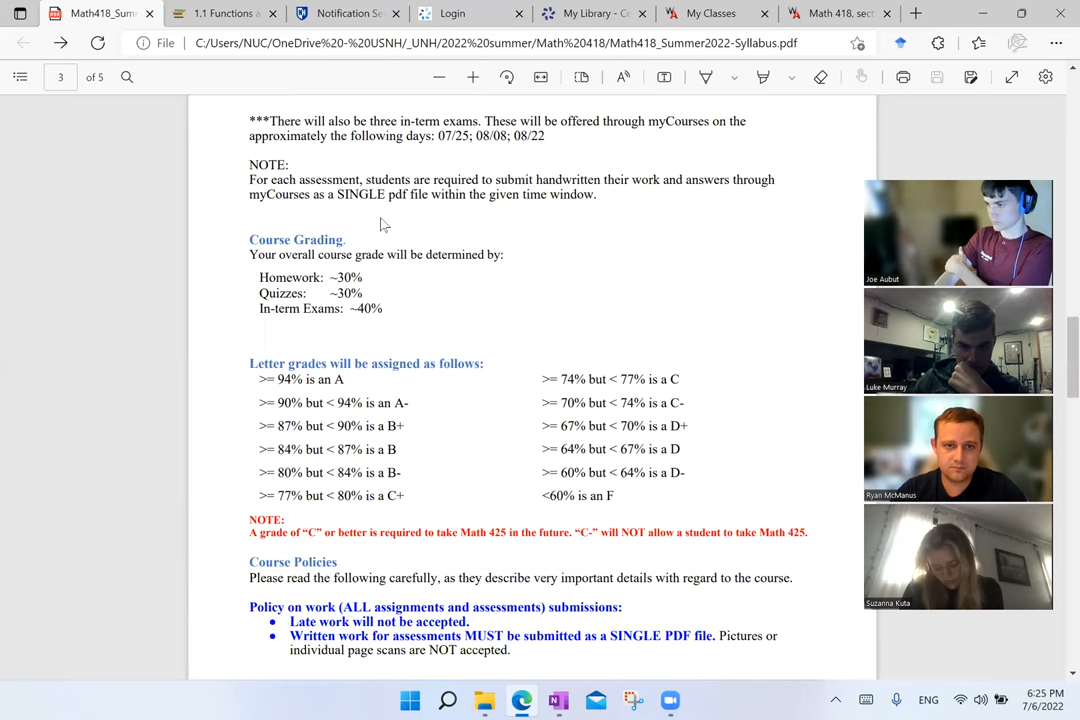 Math418_Summ
1.1 Functions a
Notification Se
Login
My Library - Ca
My Classes
Math 418, sect
File
C:/Users/NUC/OneDrive%20-%20USNH/_UNH/2022%20summer/Math%20418/Math418_Summer2022-Syllabus.pdf
3 of 5
***There will also be three in-term exams. These will be offered through myCourses on the
approximately the following days: 07/25; 08/08; 08/22
NOTE:
For each assessment, students are required to submit handwritten their work and answers through
myCourses as a SINGLE pdf file within the given time window.
Course Grading.
Your overall course grade will be determined by:
Homework: ~30%
Quizzes: ~30%
In-term Exams: ~40%
Letter grades will be assigned as follows:
>= 94% is an A
>= 74% but < 77% is a C
>= 90% but < 94% is an A-
>= 70% but < 74% is a C-
>= 87% but < 90% is a B+
>= 67% but < 70% is a D+
>= 84% but < 87% is a B
>= 64% but < 67% is a D
>= 80% but < 84% is a B-
>= 60% but < 64% is a D-
>= 77% but < 80% is a C+
<60% is an F
NOTE:
A grade of “C” or better is required to take Math 425 in the future. “C-” will NOT allow a student to take Math 425.
Course Policies
Please read the following carefully, as they describe very important details with regard to the course.
Policy on work (ALL assignments and assessments) submissions:
• Late work will not be accepted.
• Written work for assessments MUST be submitted as a SINGLE PDF file. Pictures or
individual page scans are NOT accepted.
Joe Aubut
Luke Murray
Ryan McManus
Suzanna Kuta
ENG
6:25 PM
7/6/2022